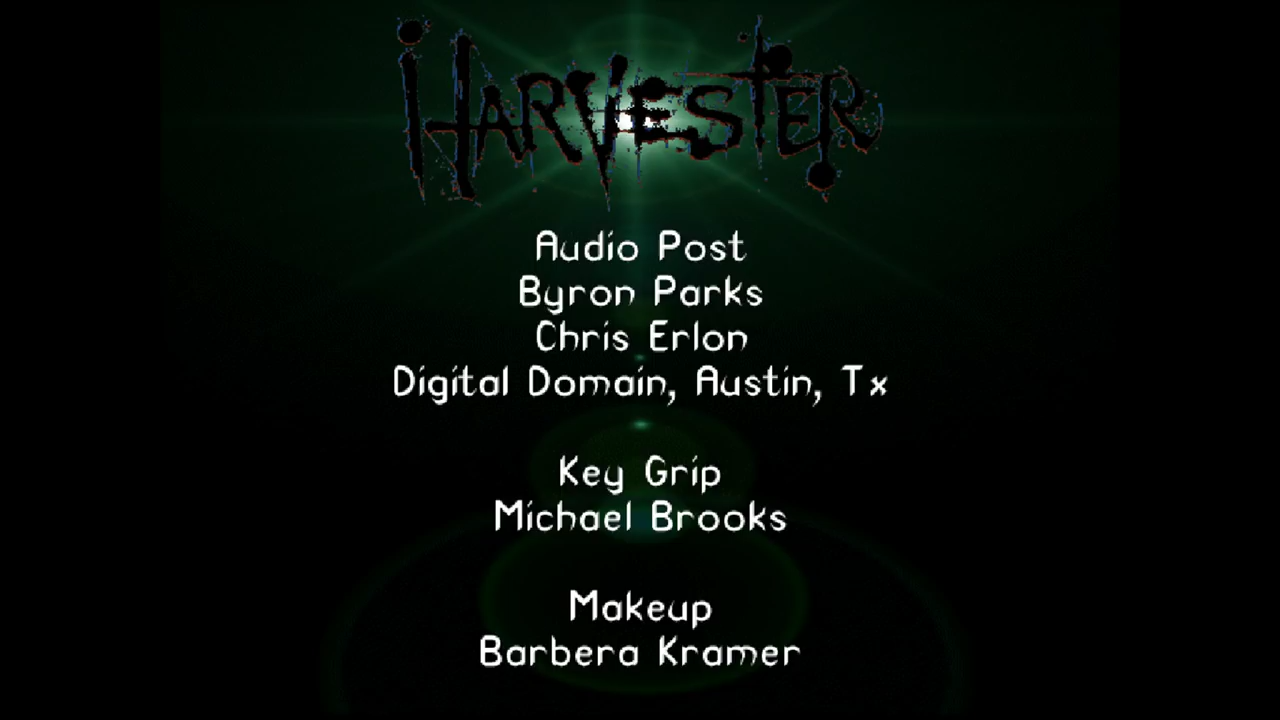 HARVESTER
Audio Post
Byron Parks
Chris Erlon
Digital Domain, Austin, Tx
Key Grip
Michael Brooks
Makeup
Barbera Kramer